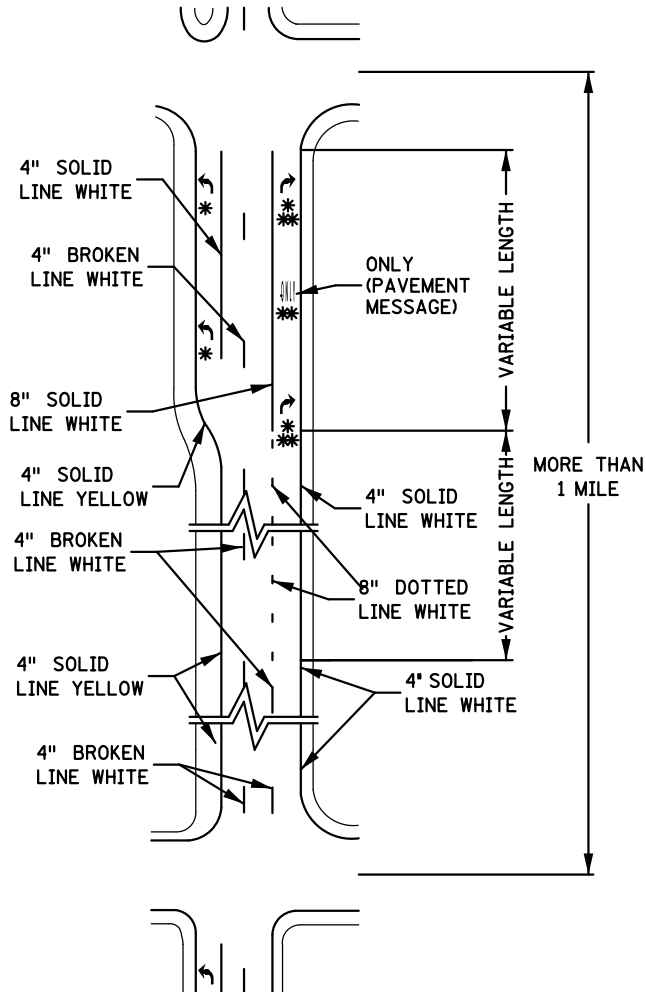 4" SOLID
LINE WHITE
4" BROKEN
LINE WHITE
ONLY
(PAVEMENT
MESSAGE)
ONLY
VARIABLE LENGTH
8" SOLID
LINE WHITE
4" SOLID
LINE YELLOW
MORE THAN
1 MILE
4" SOLID
LINE WHITE
VARIABLE LENGTH
4" BROKEN
LINE WHITE
8" DOTTED
LINE WHITE
4" SOLID
LINE YELLOW
4" SOLID
LINE WHITE
4" BROKEN
LINE WHITE